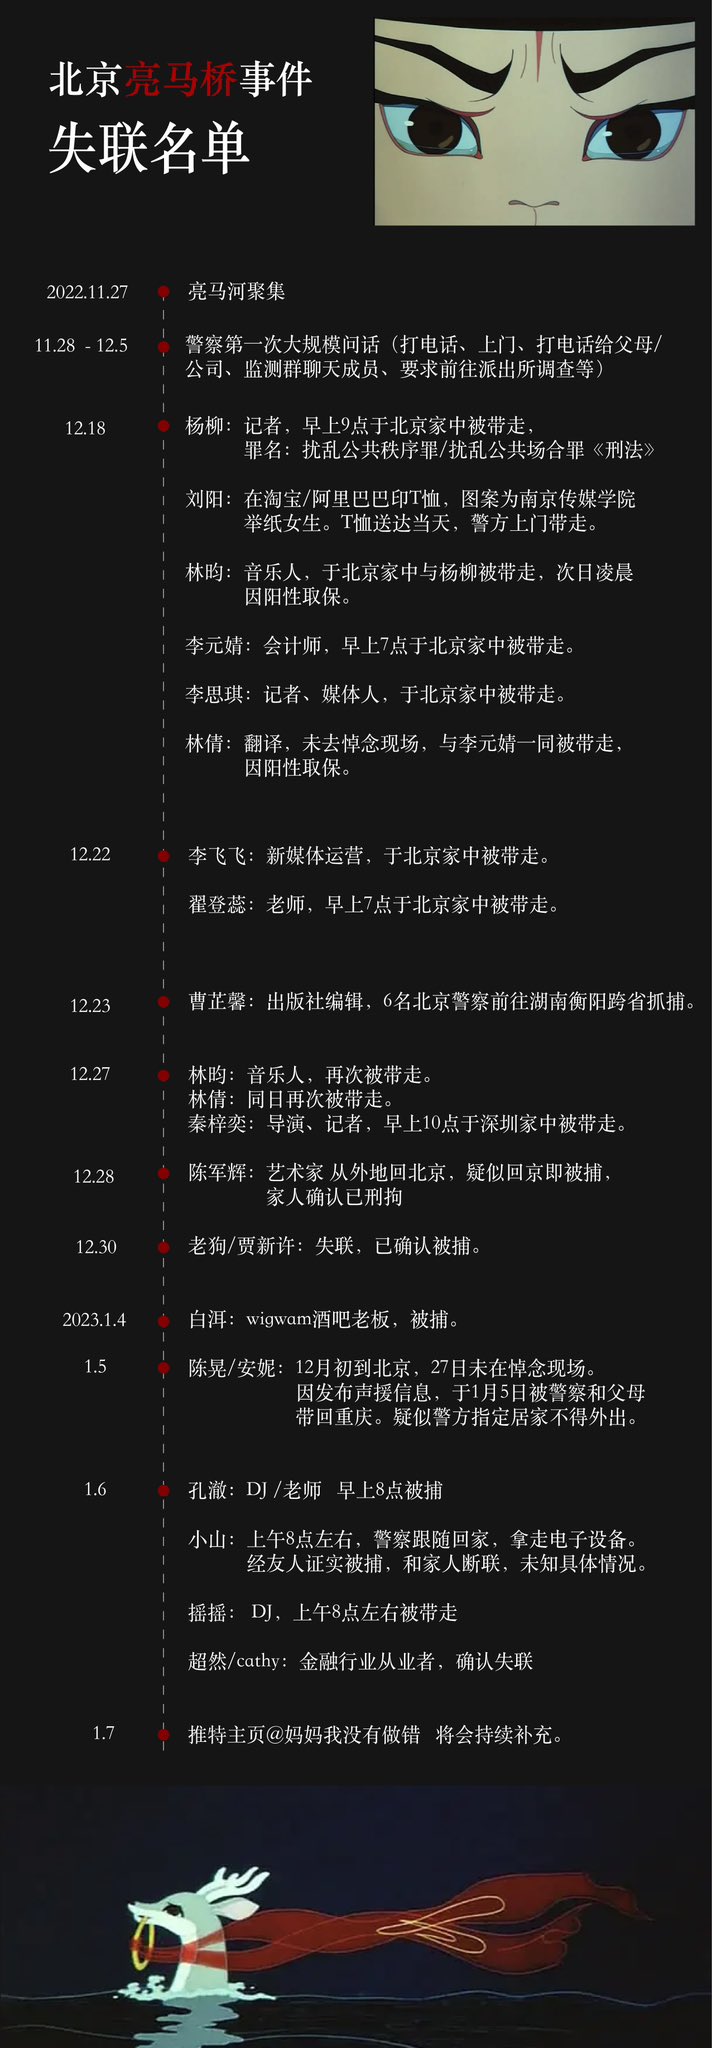 北京亮马桥事件
失联名单
2022.11.27 亮马河聚集
11.28 - 12.5 警察第一次大规模问话（打电话、上门、打电话给父母/
公司、监测群聊天成员、要求前往派出所调查等）
12.18 杨柳：记者，早上9点于北京家中被带走，
罪名：扰乱公共秩序罪/扰乱公共场合罪《刑法》
刘阳：在淘宝/阿里巴巴印T恤，图案为南京传媒学院
举纸女生。T恤送达当天，警方上门带走。
林昀：音乐人，于北京家中与杨柳被带走，次日凌晨
因阳性取保。
李元婧：会计师，早上7点于北京家中被带走。
李思琪：记者、媒体人，于北京家中被带走。
林倩：翻译，未去悼念现场，与李元婧一同被带走，
因阳性取保。
12.22 李飞飞：新媒体运营，于北京家中被带走。
翟登蕊：老师，早上7点于北京家中被带走。
12.23 曹芷馨：出版社编辑，6名北京警察前往湖南衡阳跨省抓捕。
12.27 林昀：音乐人，再次被带走。
林倩：同日再次被带走。
秦梓奕：导演、记者，早上10点于深圳家中被带走。
12.28 陈军辉：艺术家 从外地回北京，疑似回京即被捕，
家人确认已刑拘
12.30 老狗/贾新许：失联，已确认被捕。
2023.1.4 白洱：wigwam酒吧老板，被捕。
1.5 陈晃/安妮：12月初到北京，27日未在悼念现场。
因发布声援信息，于1月5日被警察和父母
带回重庆。疑似警方指定居家不得外出。
1.6 孔澈：DJ /老师 早上8点被捕
小山：上午8点左右，警察跟随回家，拿走电子设备。
经友人证实被捕，和家人断联，未知具体情况。
摇摇： DJ，上午8点左右被带走
超然/cathy：金融行业从业者，确认失联
1.7 推特主页@妈妈我没有做错 将会持续补充。